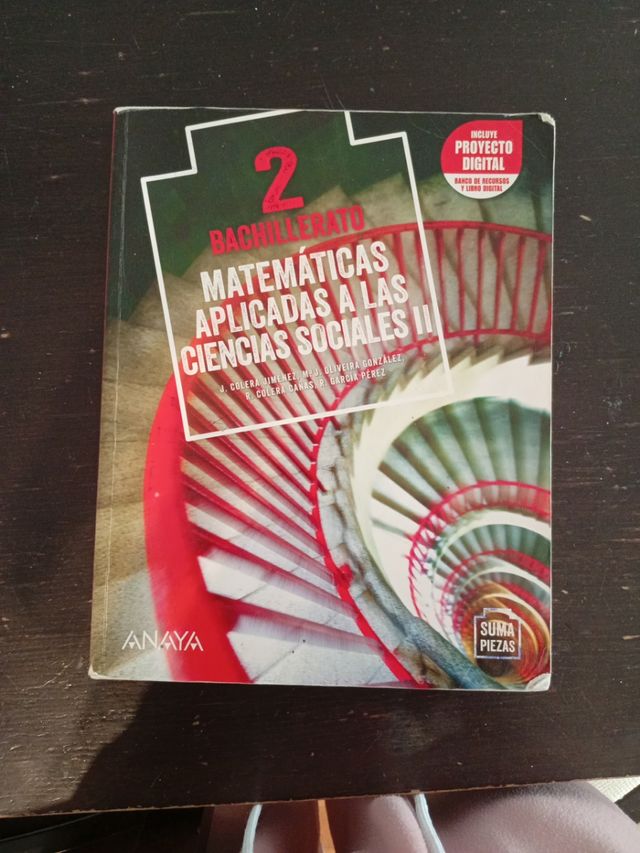 INCLUYE
PROYECTO
DIGITAL
BANCO DE RECURSOS
Y LIBRO DIGITAL
2
BACHILLERATO
MATEMÁTICAS
APLICADAS A LAS
CIENCIAS SOCIALES II
J. COLERA JIMÉNEZ, Mª J. OLIVEIRA GONZÁLEZ,
R. COLERA CAÑAS, R. GARCÍA PÉREZ
ANAYA
SUMA
PIEZAS